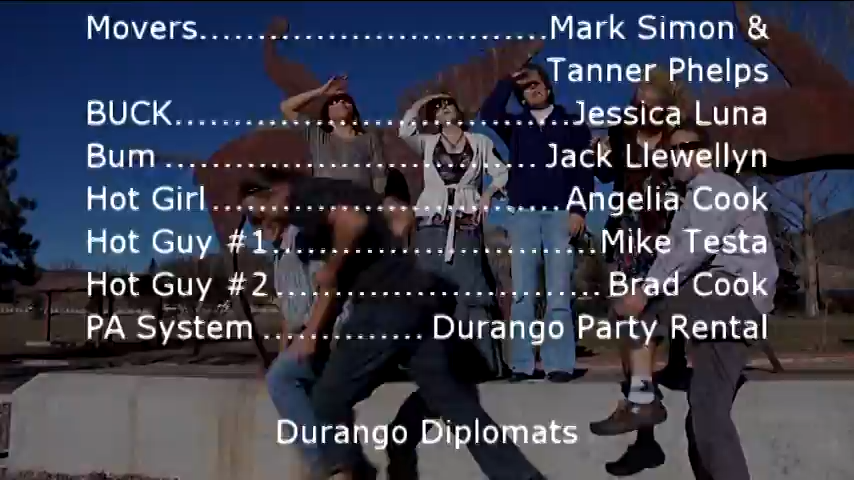 Movers..............................Mark Simon &
Tanner Phelps
BUCK..................................Jessica Luna
Bum ................................ Jack Llewellyn
Hot Girl..............................Angelia Cook
Hot Guy #1............................Mike Testa
Hot Guy #2............................ Brad Cook
PA System .............. Durango Party Rental
Durango Diplomats